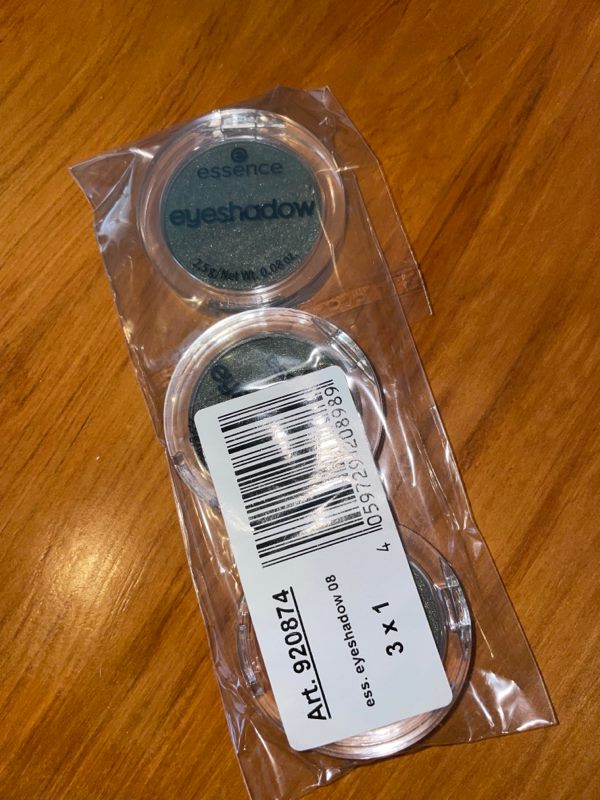 essence
eyeshadow
2.5 g/Net Wt. 0.08 oz.
4 059729 208989
Art. 920874
ess. eyeshadow 08
3 x 1